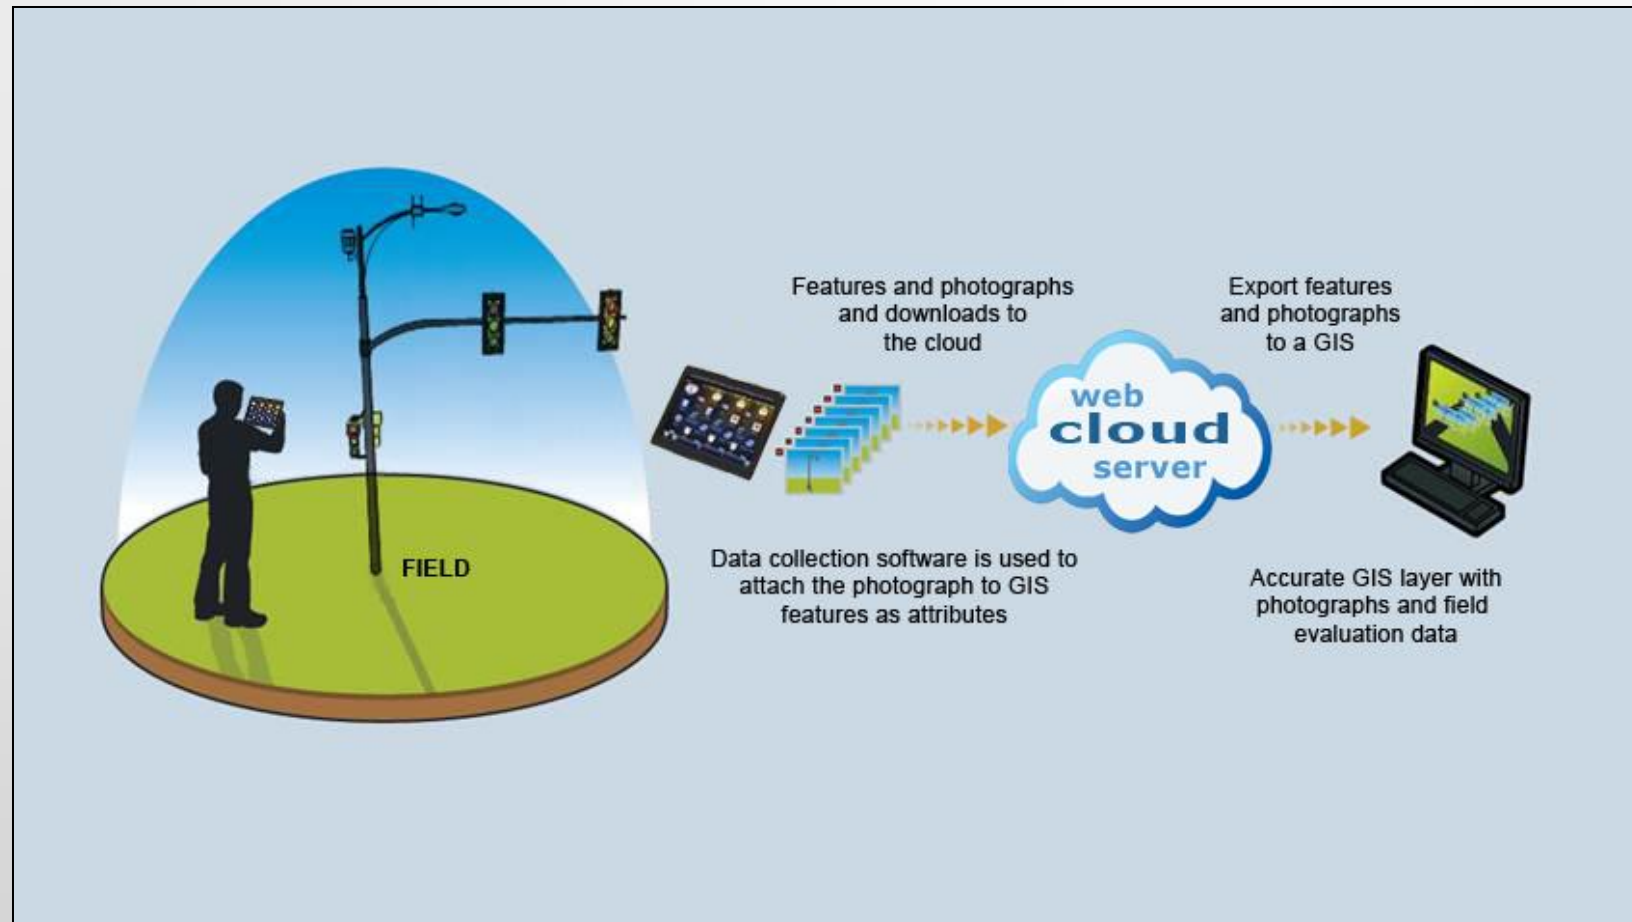 Features and photographs
and downloads to
the cloud
Export features
and photographs
to a GIS
web
cloud
server
FIELD
Data collection software is used to
attach the photograph to GIS
features as attributes
Accurate GIS layer with
photographs and field
evaluation data